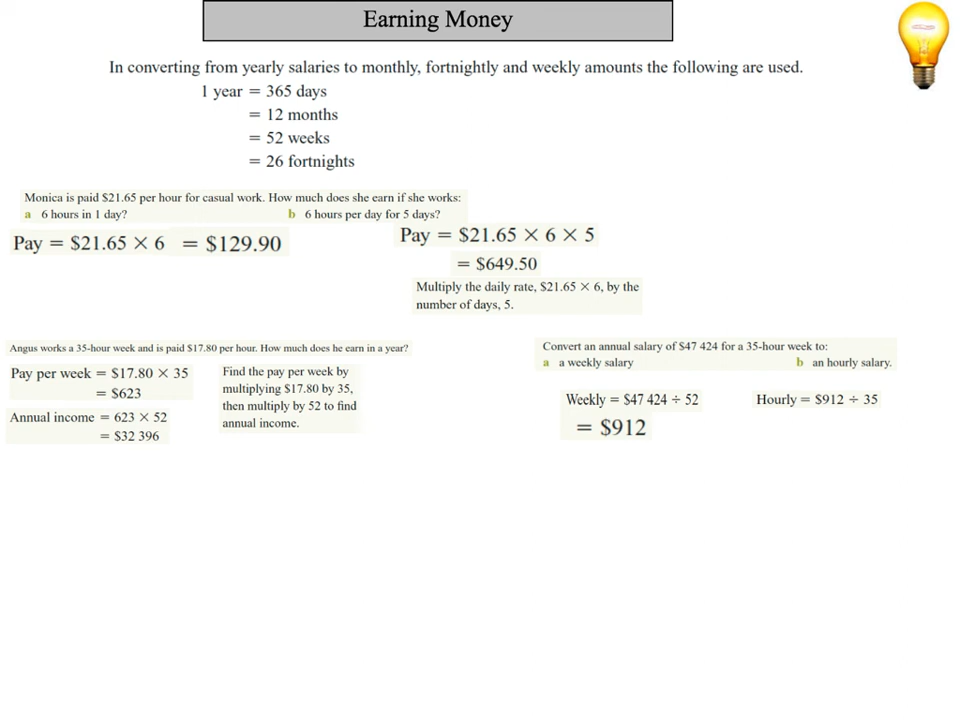 Earning Money
In converting from yearly salaries to monthly, fortnightly and weekly amounts the following are used.
1 year = 365 days
= 12 months
= 52 weeks
= 26 fortnights
Monica is paid $21.65 per hour for casual work. How much does she earn if she works:
a 6 hours in 1 day?
b 6 hours per day for 5 days?
Pay = $21.65 × 6 = $129.90
Pay = $21.65 × 6 × 5
= $649.50
Multiply the daily rate, $21.65 × 6, by the
number of days, 5.
Angus works a 35-hour week and is paid $17.80 per hour. How much does he earn in a year?
Pay per week = $17.80 × 35
= $623
Annual income = 623 × 52
= $32 396
Find the pay per week by
multiplying $17.80 by 35,
then multiply by 52 to find
annual income.
Convert an annual salary of $47 424 for a 35-hour week to:
a a weekly salary
b an hourly salary.
Weekly = $47 424 ÷ 52
= $912
Hourly = $912 ÷ 35